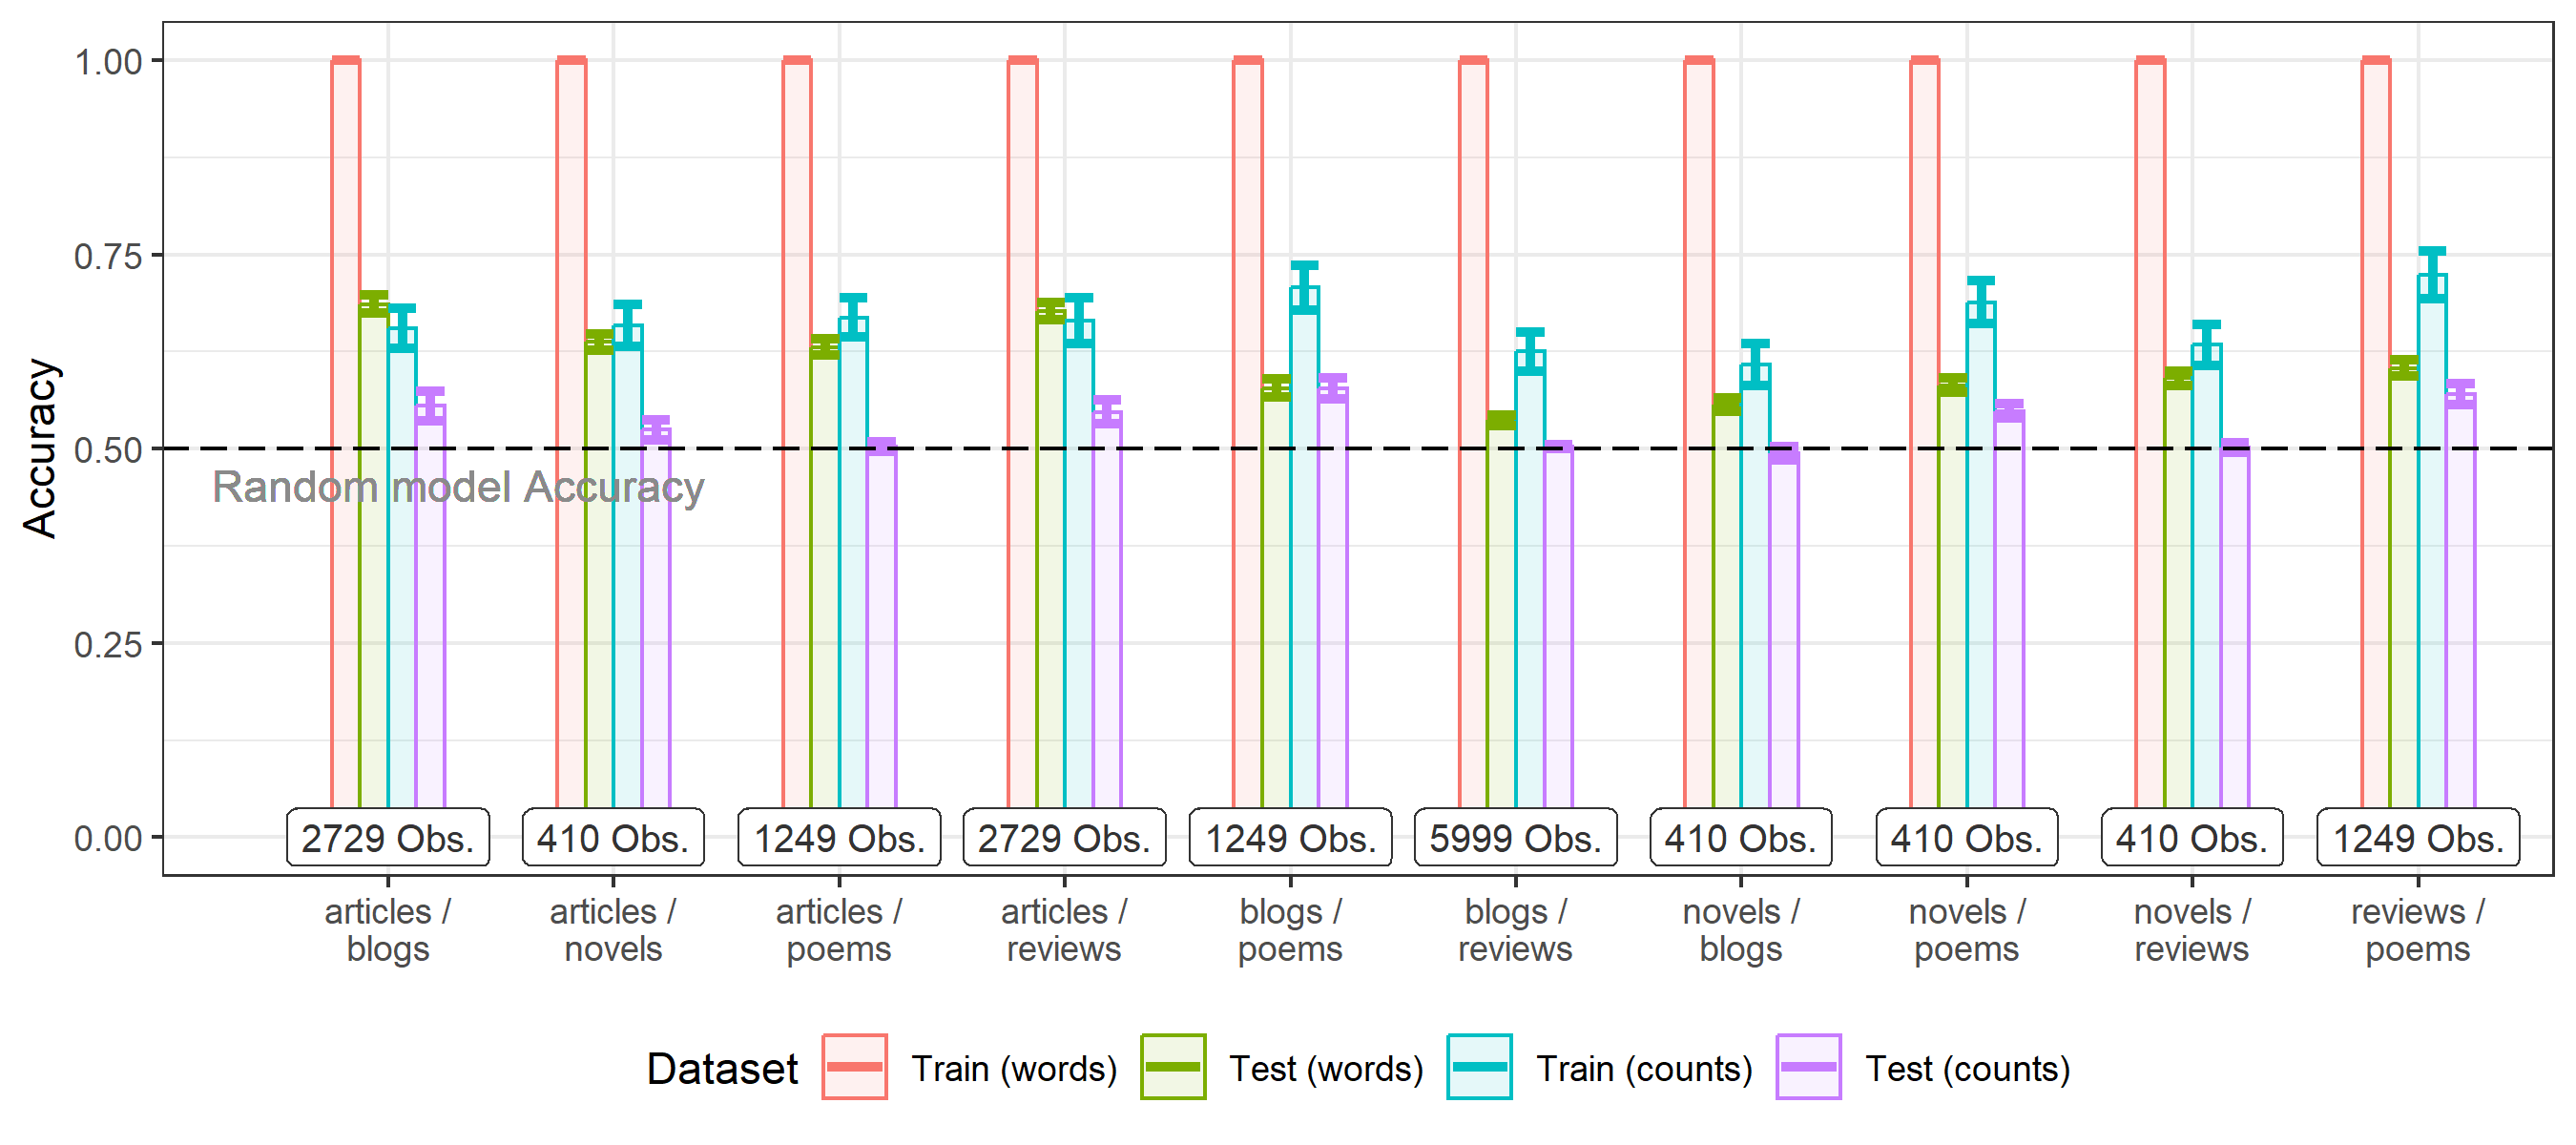 Accuracy
1.00
0.75
0.50
0.25
0.00
Random model Accuracy
2729 Obs.
410 Obs.
1249 Obs.
2729 Obs.
1249 Obs.
5999 Obs.
410 Obs.
410 Obs.
410 Obs.
1249 Obs.
articles /
blogs
articles /
novels
articles /
poems
articles /
reviews
blogs /
poems
blogs /
reviews
novels /
blogs
novels /
poems
novels /
reviews
reviews /
poems
Dataset
Train (words)
Test (words)
Train (counts)
Test (counts)